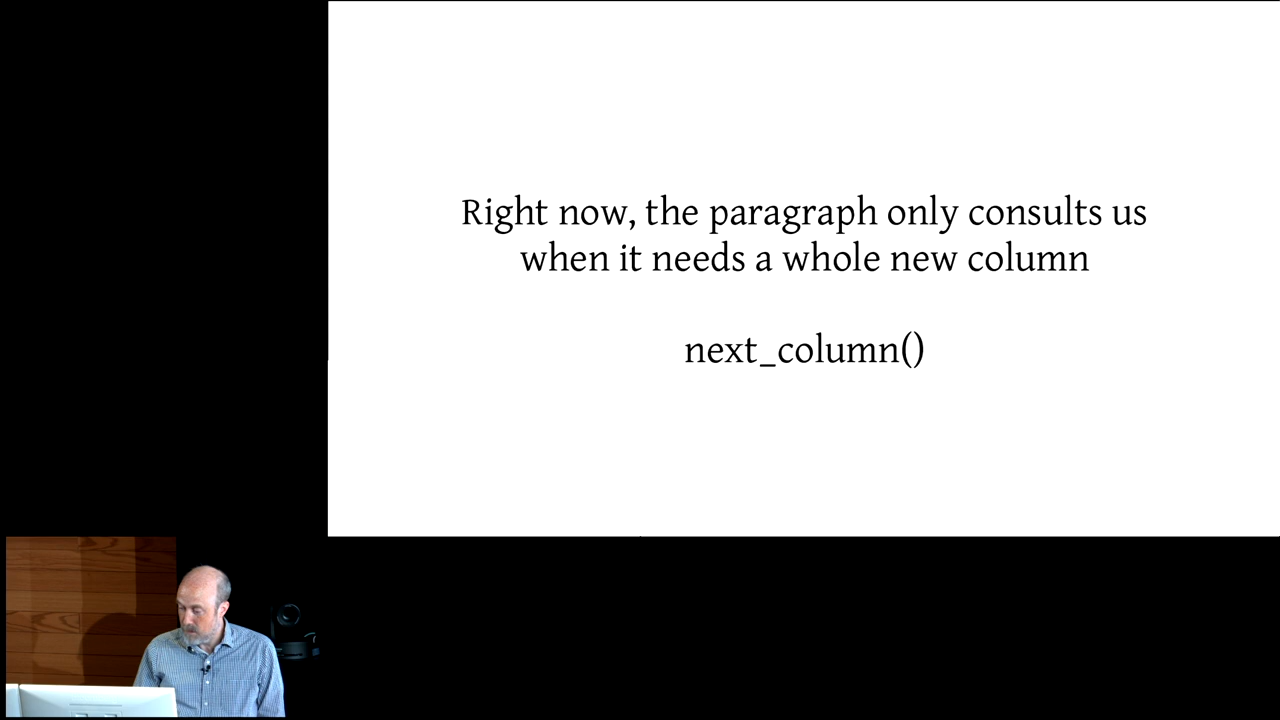 Right now, the paragraph only consults us
when it needs a whole new column
next_column()